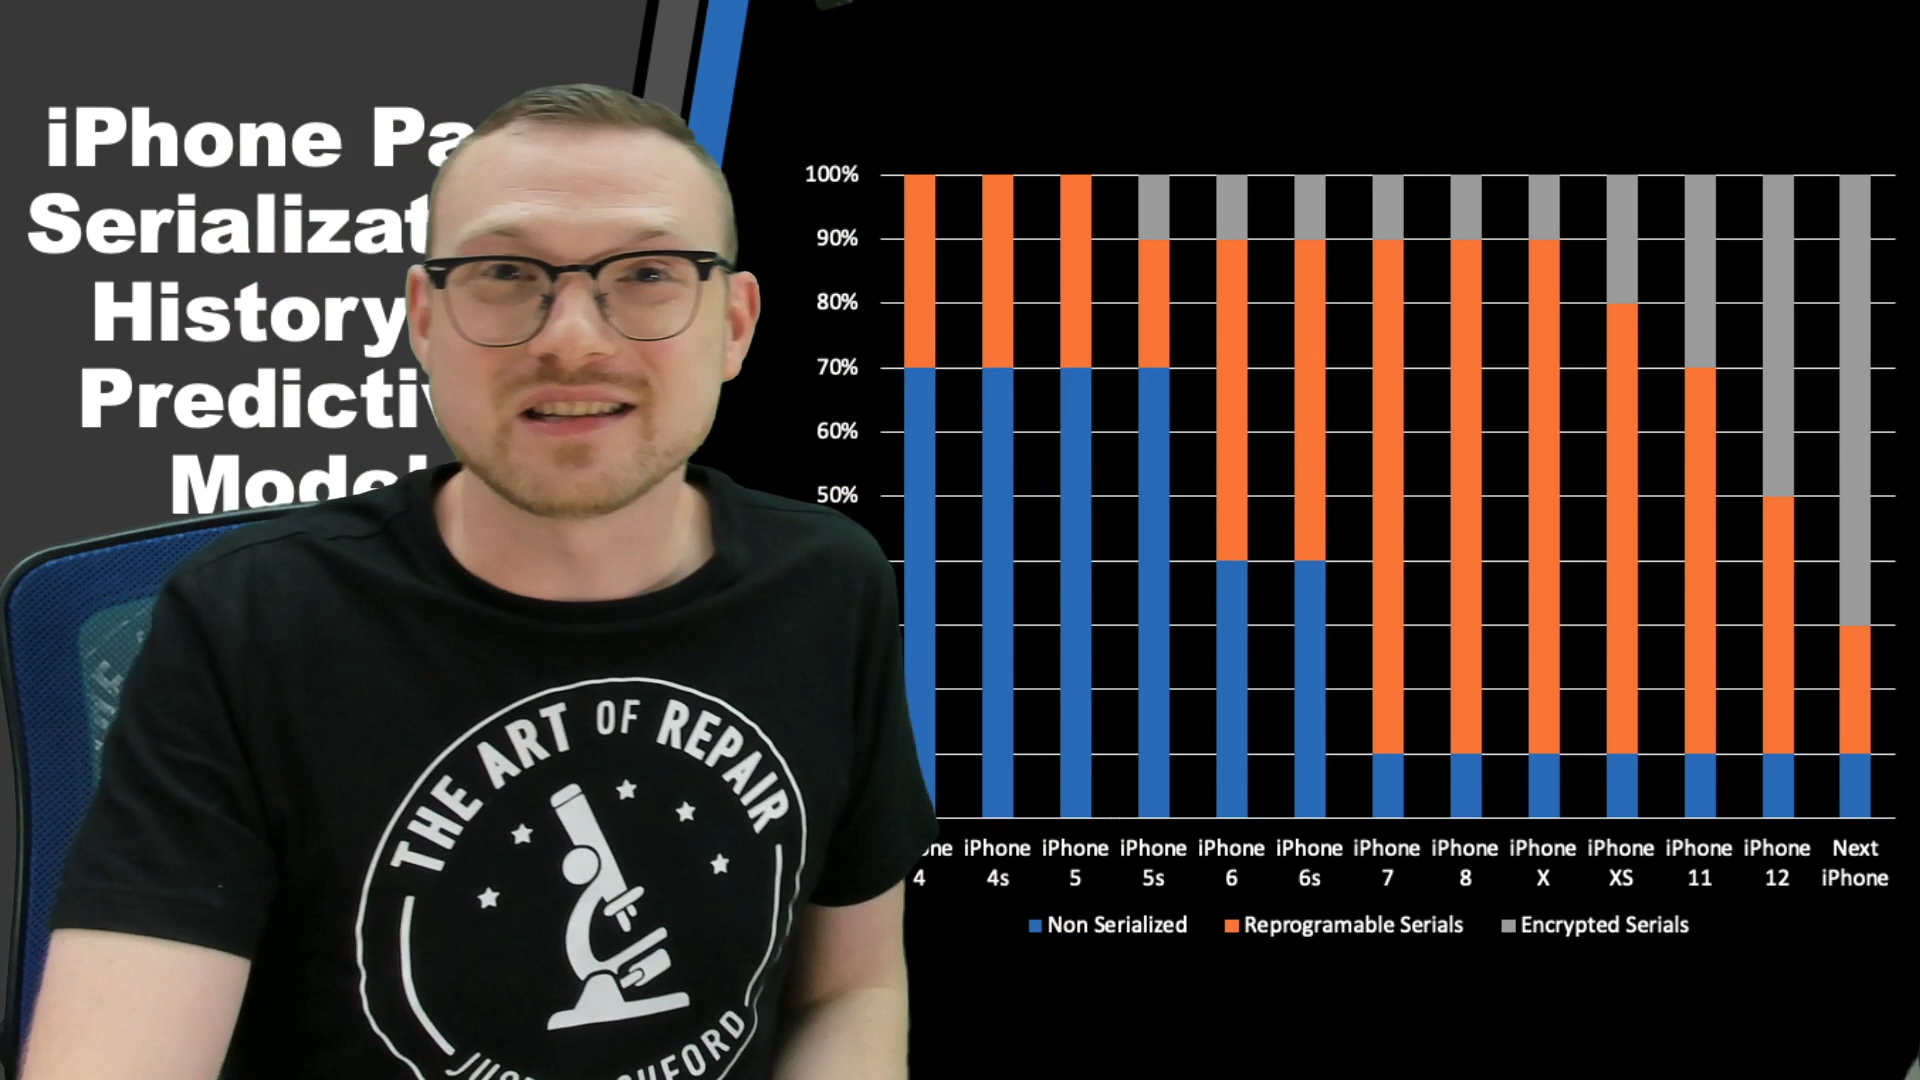 iPhone Pa
Serializat
History
Predicti
Model
100%
90%
80%
70%
60%
50%
iPhone 4s
iPhone 5
iPhone 5s
iPhone 6
iPhone 6s
iPhone 7
iPhone 8
iPhone X
iPhone XS
iPhone 11
iPhone 12
Next iPhone
4
Non Serialized
Reprogramable Serials
Encrypted Serials
THE ART OF REPAIR